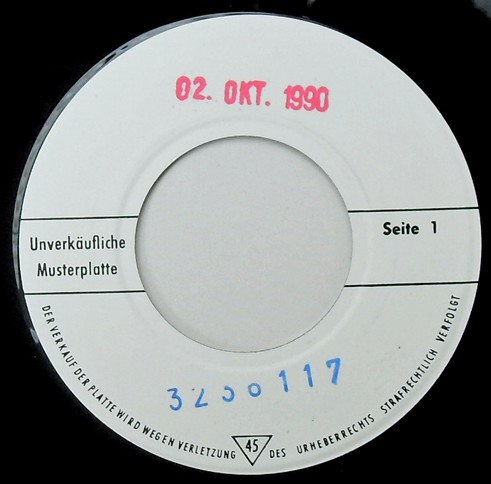 02. OKT. 1990
Unverkäufliche
Musterplatte
Seite 1
DER VERKAUF DER PLATTE WIRD WEGEN VERLETZUNG DES URHEBERRECHTS STRAFRECHTLICH VERFOLGT
45